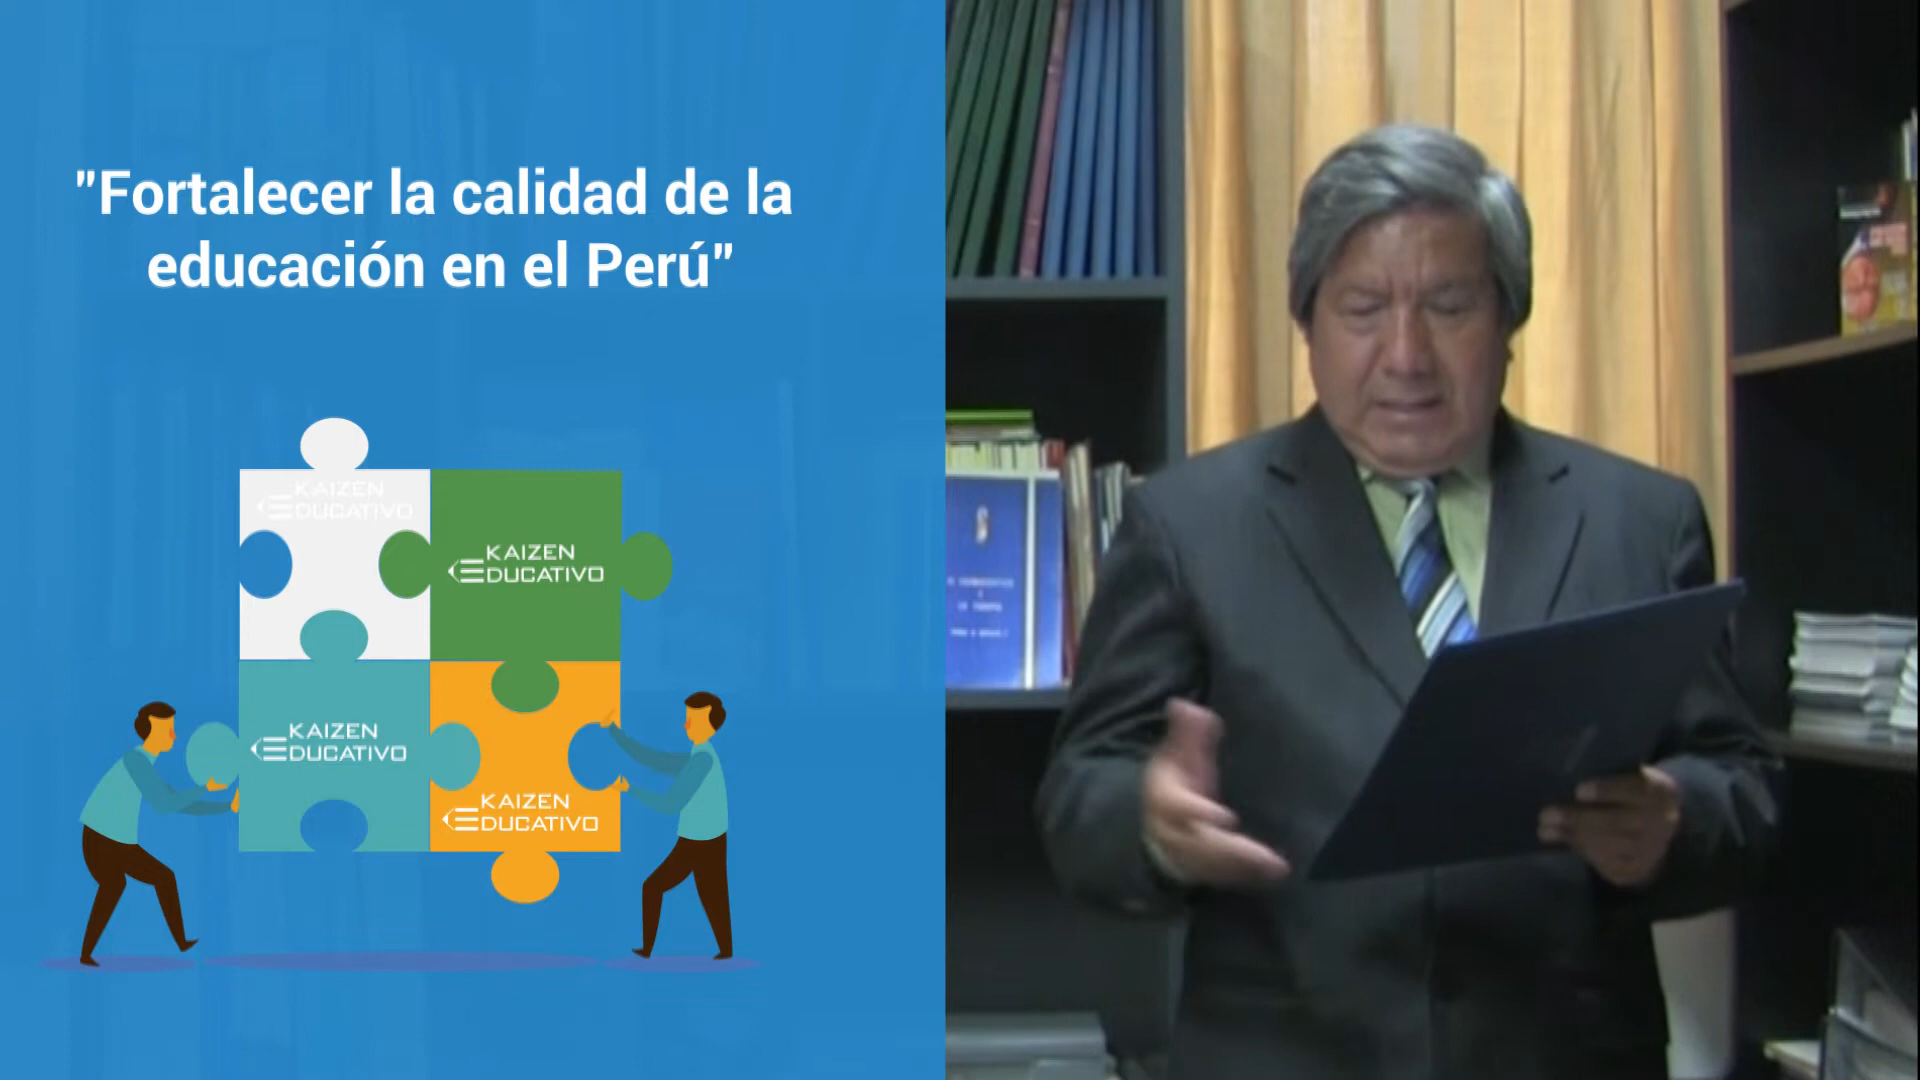 "Fortalecer la calidad de la
educación en el Perú"
KAIZEN
EDUCATIVO
KAIZEN
EDUCATIVO
KAIZEN
EDUCATIVO
KAIZEN
EDUCATIVO